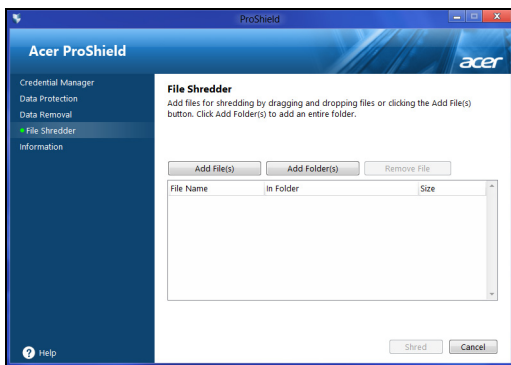 ProShield
Acer ProShield
acer
Credential Manager
Data Protection
Data Removal
File Shredder
Information
Help
File Shredder
Add files for shredding by dragging and dropping files or clicking the Add File(s)
button. Click Add Folder(s) to add an entire folder.
Add File(s) Add Folder(s) Remove File
File Name In Folder Size
Shred Cancel